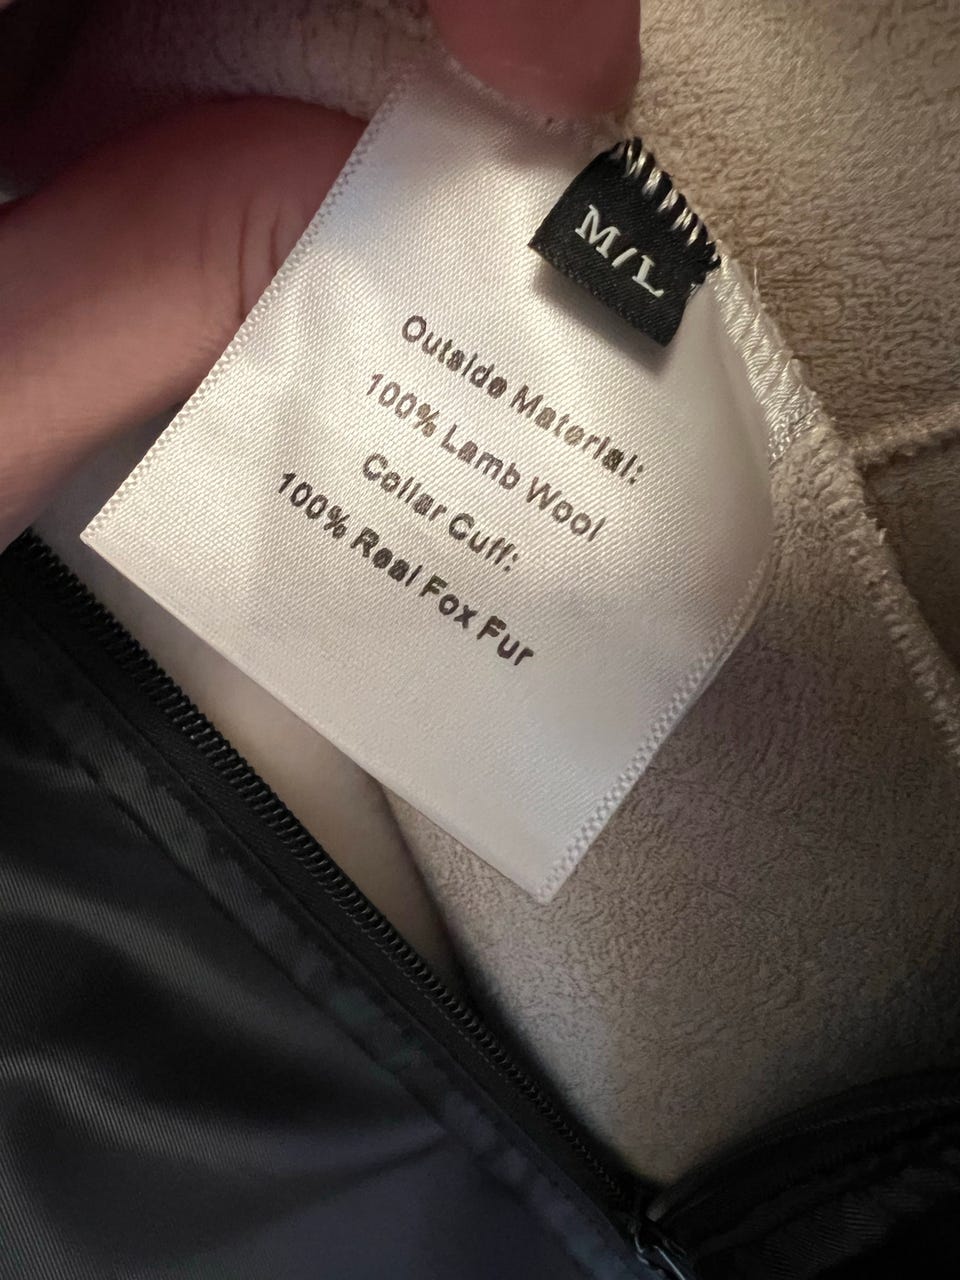 M/L
Outside Material:
100% Lamb Wool
Collar Cuff:
100% Real Fox Fur